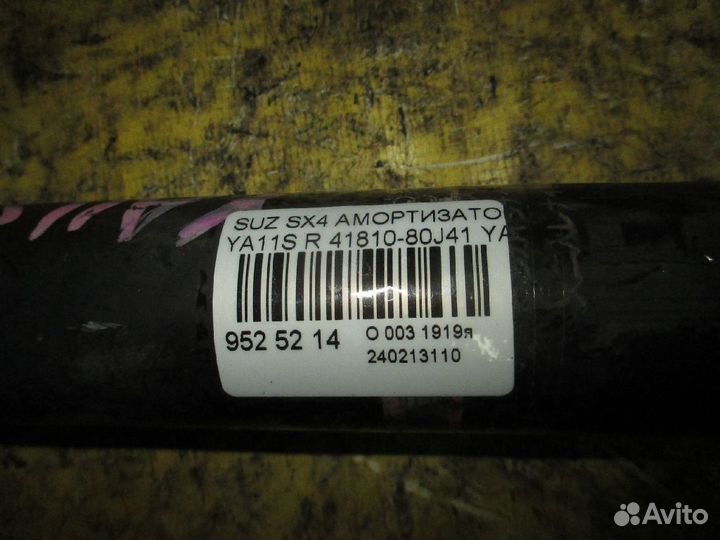 SUZ SX4 АМОРТИЗАТО
YA11S R 41810-80J41 YA
952 52 14
О 003 1919я
240213110
Avito